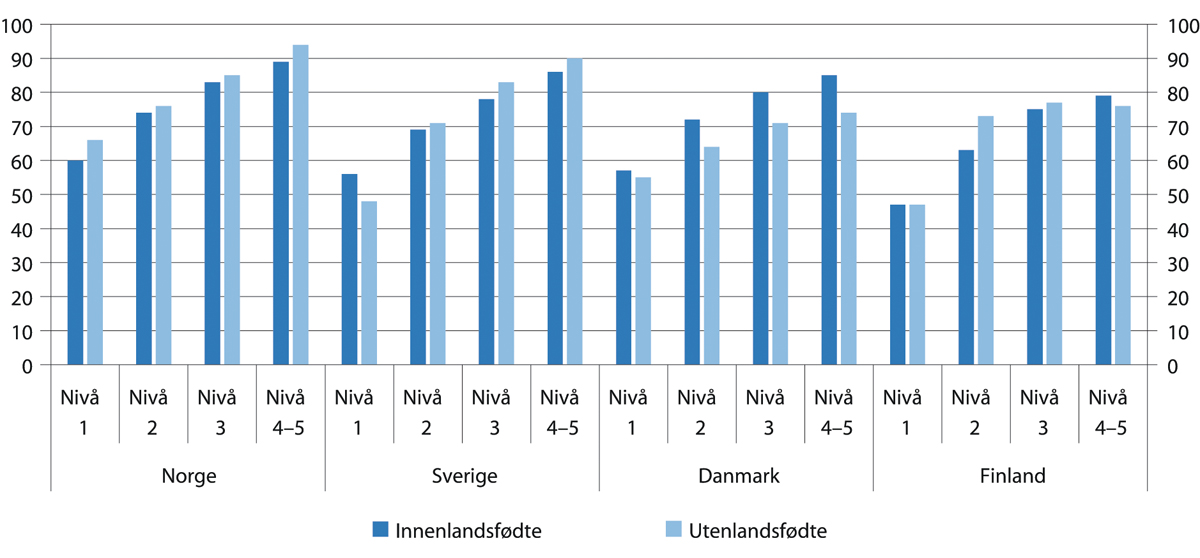 100 100
90 90
80 80
70 70
60 60
50 50
40 40
30 30
20 20
10 10
0 0
Nivå Nivå Nivå Nivå Nivå Nivå Nivå Nivå Nivå Nivå Nivå Nivå Nivå Nivå Nivå Nivå
1 2 3 4–5 1 2 3 4–5 1 2 3 4–5 1 2 3 4–5
Norge Sverige Danmark Finland
Innenlandsfødte Utenlandsfødte